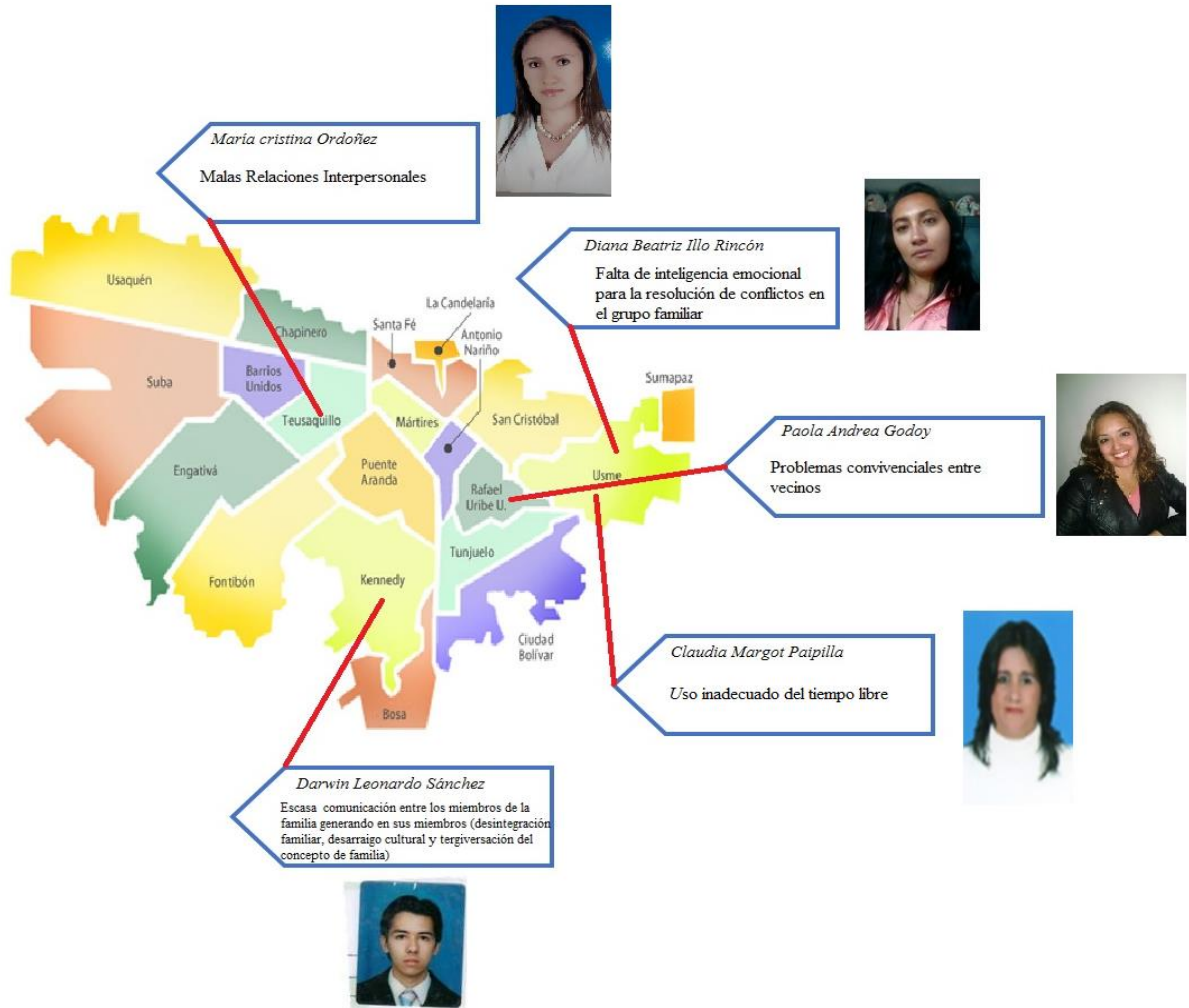 María cristina Ordoñez
Malas Relaciones Interpersonales
Diana Beatriz Illo Rincón
Falta de inteligencia emocional
para la resolución de conflictos en
el grupo familiar
Usaquén
Chapinero
Santa Fé
La Candelaría
Antonio
Nariño
Suba
Barrios
Unidos
Teusaquillo
Mártires
San Cristóbal
Sumapaz
Engativá
Puente
Aranda
Rafael
Uribe U.
Usme
Paola Andrea Godoy
Problemas convivenciales entre
vecinos
Fontibón
Kennedy
Tunjuelo
Ciudad
Bolívar
Bosa
Claudia Margot Paipilla
Uso inadecuado del tiempo libre
Darwin Leonardo Sánchez
Escasa comunicación entre los miembros de la
familia generando en sus miembros (desintegración
familiar, desarraigo cultural y tergiversación del
concepto de familia)